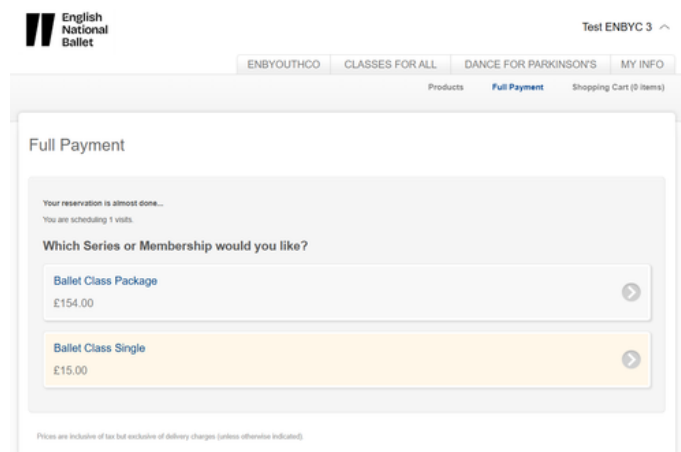 English
National
Ballet
Test ENBYC 3
ENBYOUTHCO CLASSES FOR ALL DANCE FOR PARKINSON'S MY INFO
Products Full Payment Shopping Cart (0 items)
Full Payment
Your reservation is almost done...
You are scheduling 1 visits.
Which Series or Membership would you like?
Ballet Class Package
£154.00
Ballet Class Single
£15.00
Prices are inclusive of tax but exclusive of delivery charges (unless otherwise indicated)